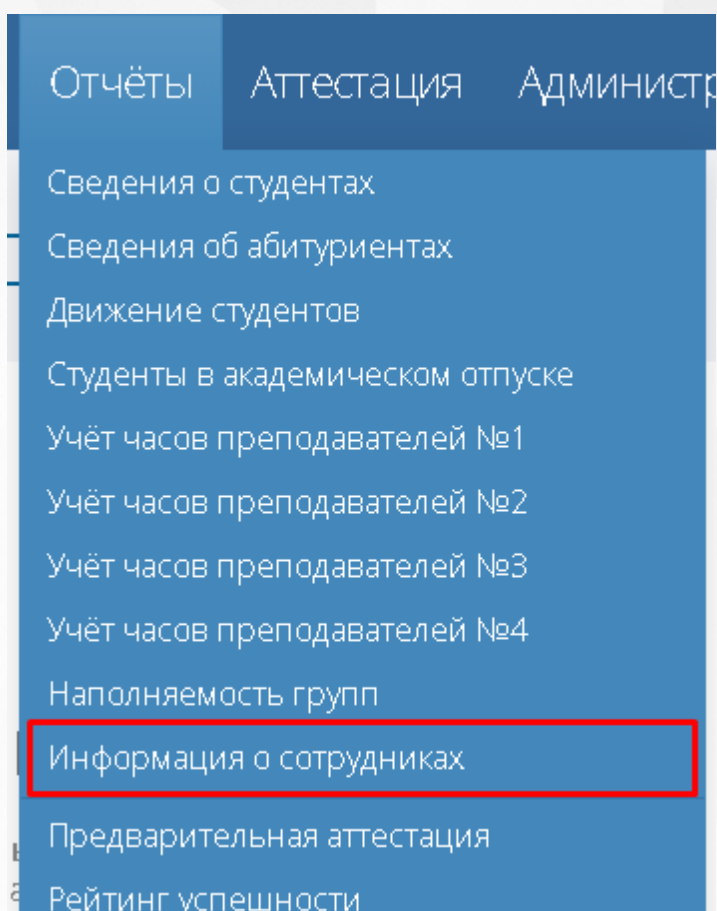 Отчёты Аттестация Администр
Сведения о студентах
Сведения об абитуриентах
Движение студентов
Студенты в академическом отпуске
Учёт часов преподавателей №1
Учёт часов преподавателей №2
Учёт часов преподавателей №3
Учёт часов преподавателей №4
Наполняемость групп
Информация о сотрудниках
Предварительная аттестация
Рейтинг успешности